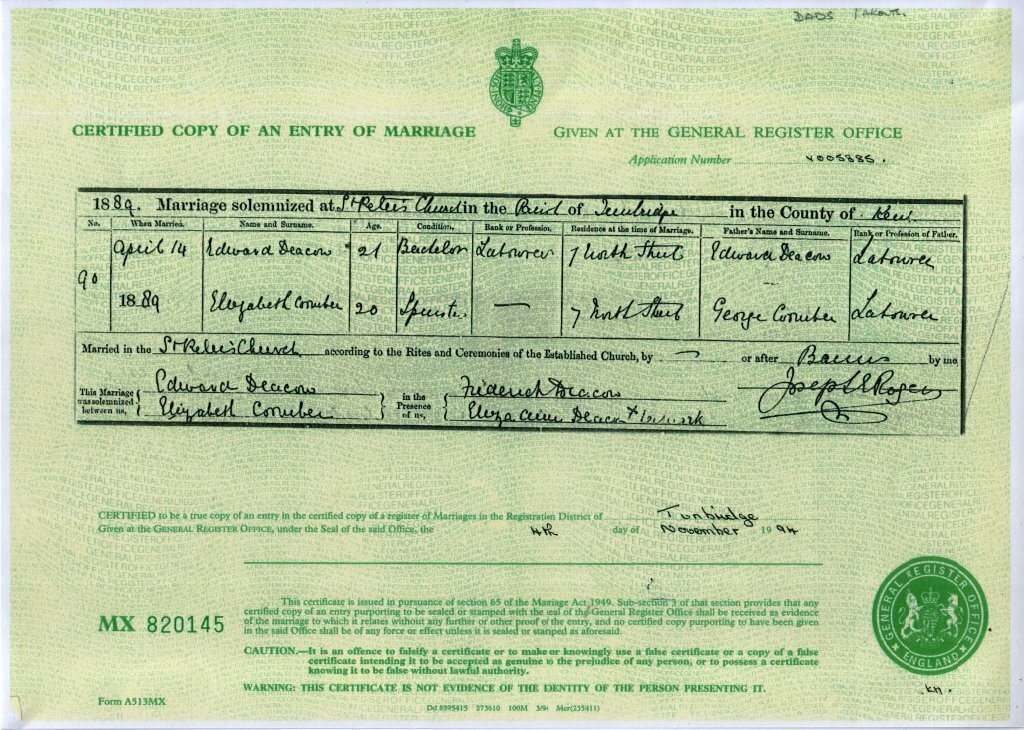 DADS
CERTIFIED COPY OF AN ENTRY OF MARRIAGE GIVEN AT THE GENERAL REGISTER OFFICE
Application Number Y005385.
1889. Marriage solemnized at St Peter's Church in the of Tunbridge in the County of Kent
No. When Married. Name and Surname. Age. Condition. Rank or Profession. Residence at the time of Marriage. Father's Name and Surname. Rank or Profession of Father.
90 April 14 Edward Deacon 21 Bachelor Labourer 7 North Street Edward Deacon Labourer
1889 Elizabeth Comber 20 Spinster — 7 North Street George Comber Labourer
Married in the St Peter's Church according to the Rites and Ceremonies of the Established Church, by — or after Banns by me
This Marriage was solemnized between us, { Edward Deacon } in the Presence of us, { Frederick Deacon
Elizabeth Comber Eliza Ann Deacon X her mark Joseph E Rogers
CERTIFIED to be a true copy of an entry in the certified copy of a register of Marriages in the Registration District of Tunbridge
Given at the GENERAL REGISTER OFFICE, under the Seal of the said Office, the 4th day of November 1994
MX 820145
This certificate is issued in pursuance of section 65 of the Marriage Act 1949. Sub-section 3 of that section provides that any
certified copy of an entry purporting to be sealed or stamped with the seal of the General Register Office shall be received as evidence
of the marriage to which it relates without any further or other proof of the entry, and no certified copy purporting to have been given
in the said Office shall be of any force or effect unless it is sealed or stamped as aforesaid.
CAUTION.—It is an offence to falsify a certificate or to make or knowingly use a false certificate or a copy of a false
certificate intending it to be accepted as genuine to the prejudice of any person, or to possess a certificate
knowing it to be false without lawful authority.
WARNING: THIS CERTIFICATE IS NOT EVIDENCE OF THE IDENTITY OF THE PERSON PRESENTING IT.
GENERAL REGISTER OFFICE
ENGLAND
Form A513MX
Dd 8395415 273610 100M 3/94 Mcr(235411)